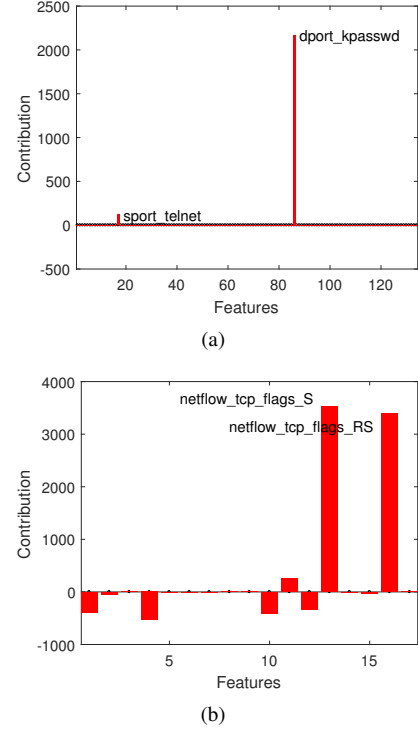 2500
2000
1500
1000
500
0
-500
Contribution
dport_kpasswd
sport_telnet
20 40 60 80 100 120
Features
(a)
4000
3000
2000
1000
0
-1000
Contribution
netflow_tcp_flags_S
netflow_tcp_flags_RS
5 10 15
Features
(b)